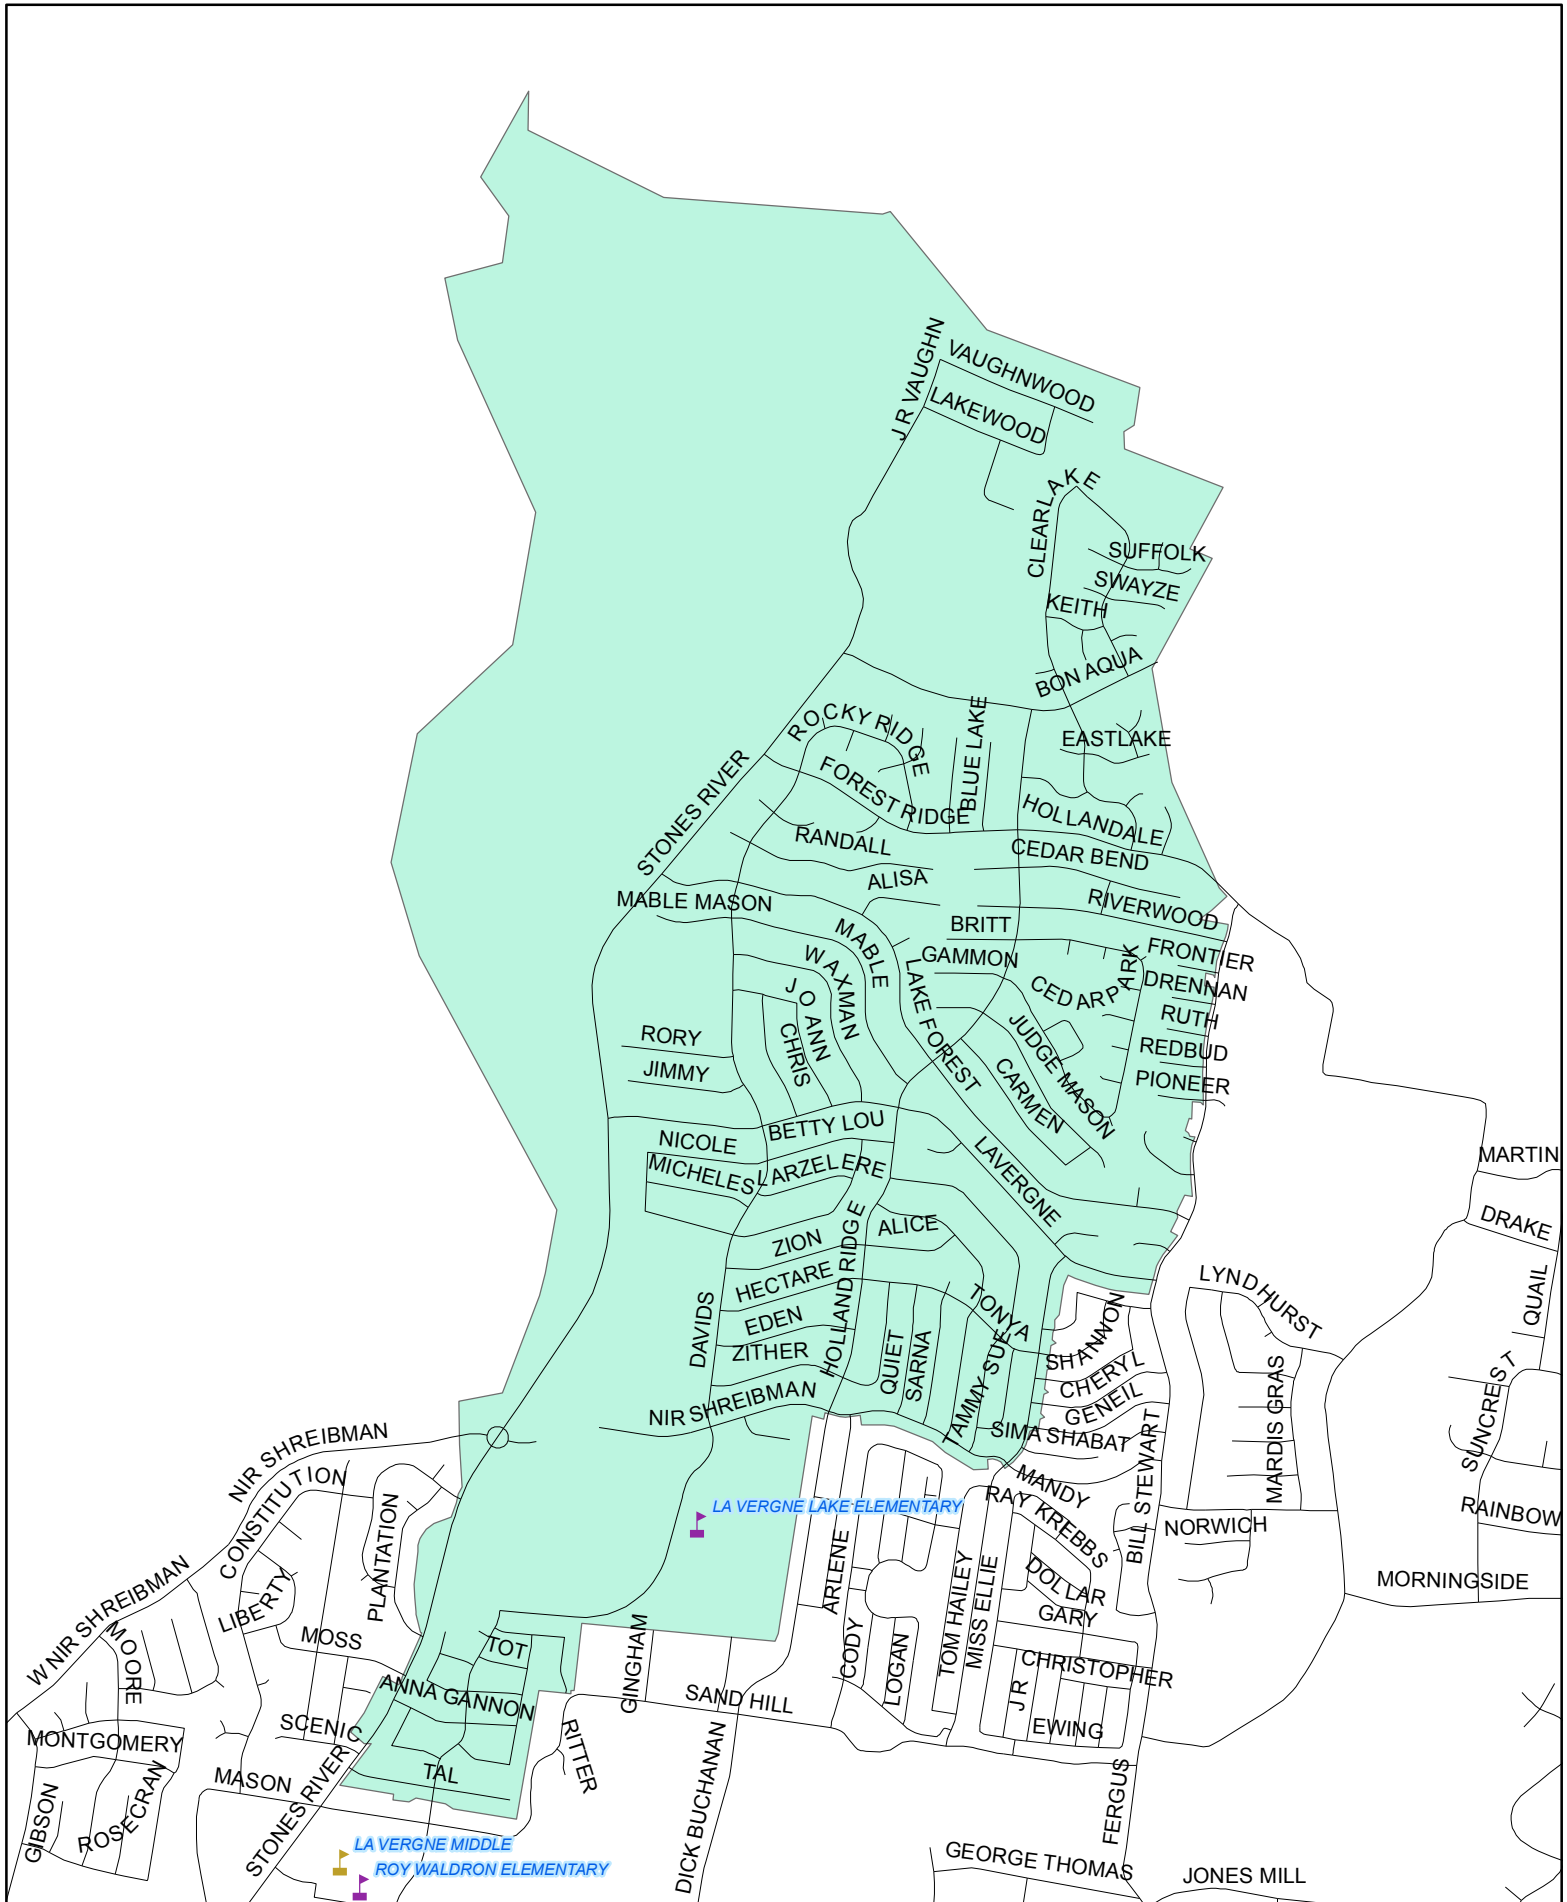 J R VAUGHN
VAUGHNWOOD
LAKEWOOD
CLEARLAKE
SUFFOLK
SWAYZE
KEITH
BON AQUA
ROCKY RIDGE
BLUE LAKE
EASTLAKE
STONES RIVER
FOREST RIDGE
HOLLANDALE
RANDALL
CEDAR BEND
ALISA
MABLE MASON
RIVERWOOD
BRITT
MABLE
WAXMAN
GAMMON
FRONTIER
LAKE FOREST
CEDAR PARK
DRENNAN
JO ANN
RUTH
CHRIS
RORY
JUDGE MASON
REDBUD
JIMMY
CARMEN
PIONEER
BETTY LOU
NICOLE
LAVERGNE
MARTIN
MICHELES
LARZELERE
ALICE
DRAKE
ZION
HOLLAND RIDGE
HECTARE
LYNDHURST
QUAIL
TONYA
EDEN
DAVIDS
SHANNON
ZITHER
QUIET
SARNA
TAMMY SUE
CHERYL
MARDIS GRAS
SUNCREST
NIR SHREIBMAN
GENEIL
NIR SHREIBMAN
SIMA SHABAT
BILL STEWART
CONSTITUTION
MANDY
RAY KREBBS
LA VERGNE LAKE ELEMENTARY
RAINBOW
NORWICH
PLANTATION
ARLENE
TOM HAILEY
MISS ELLIE
DOLLAR
MORNINGSIDE
W NIR SHREIBMAN
LIBERTY
GARY
MOORE
MOSS
TOT
GINGHAM
CODY
LOGAN
CHRISTOPHER
J R
ANNA GANNON
SAND HILL
SCENIC
EWING
MONTGOMERY
RITTER
TAL
MASON
STONES RIVER
DICK BUCHANAN
FERGUS
GIBSON
ROSECRAN
LA VERGNE MIDDLE
ROY WALDRON ELEMENTARY
GEORGE THOMAS
JONES MILL